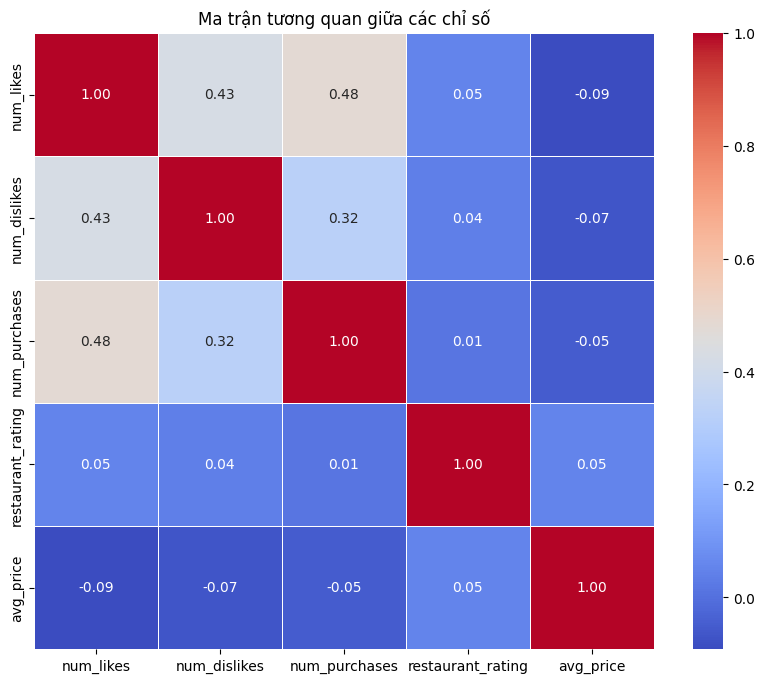 Ma trận tương quan giữa các chỉ số
num_likes 1.00 0.43 0.48 0.05 -0.09
num_dislikes 0.43 1.00 0.32 0.04 -0.07
num_purchases 0.48 0.32 1.00 0.01 -0.05
restaurant_rating 0.05 0.04 0.01 1.00 0.05
avg_price -0.09 -0.07 -0.05 0.05 1.00
num_likes num_dislikes num_purchases restaurant_rating avg_price
1.0
0.8
0.6
0.4
0.2
0.0